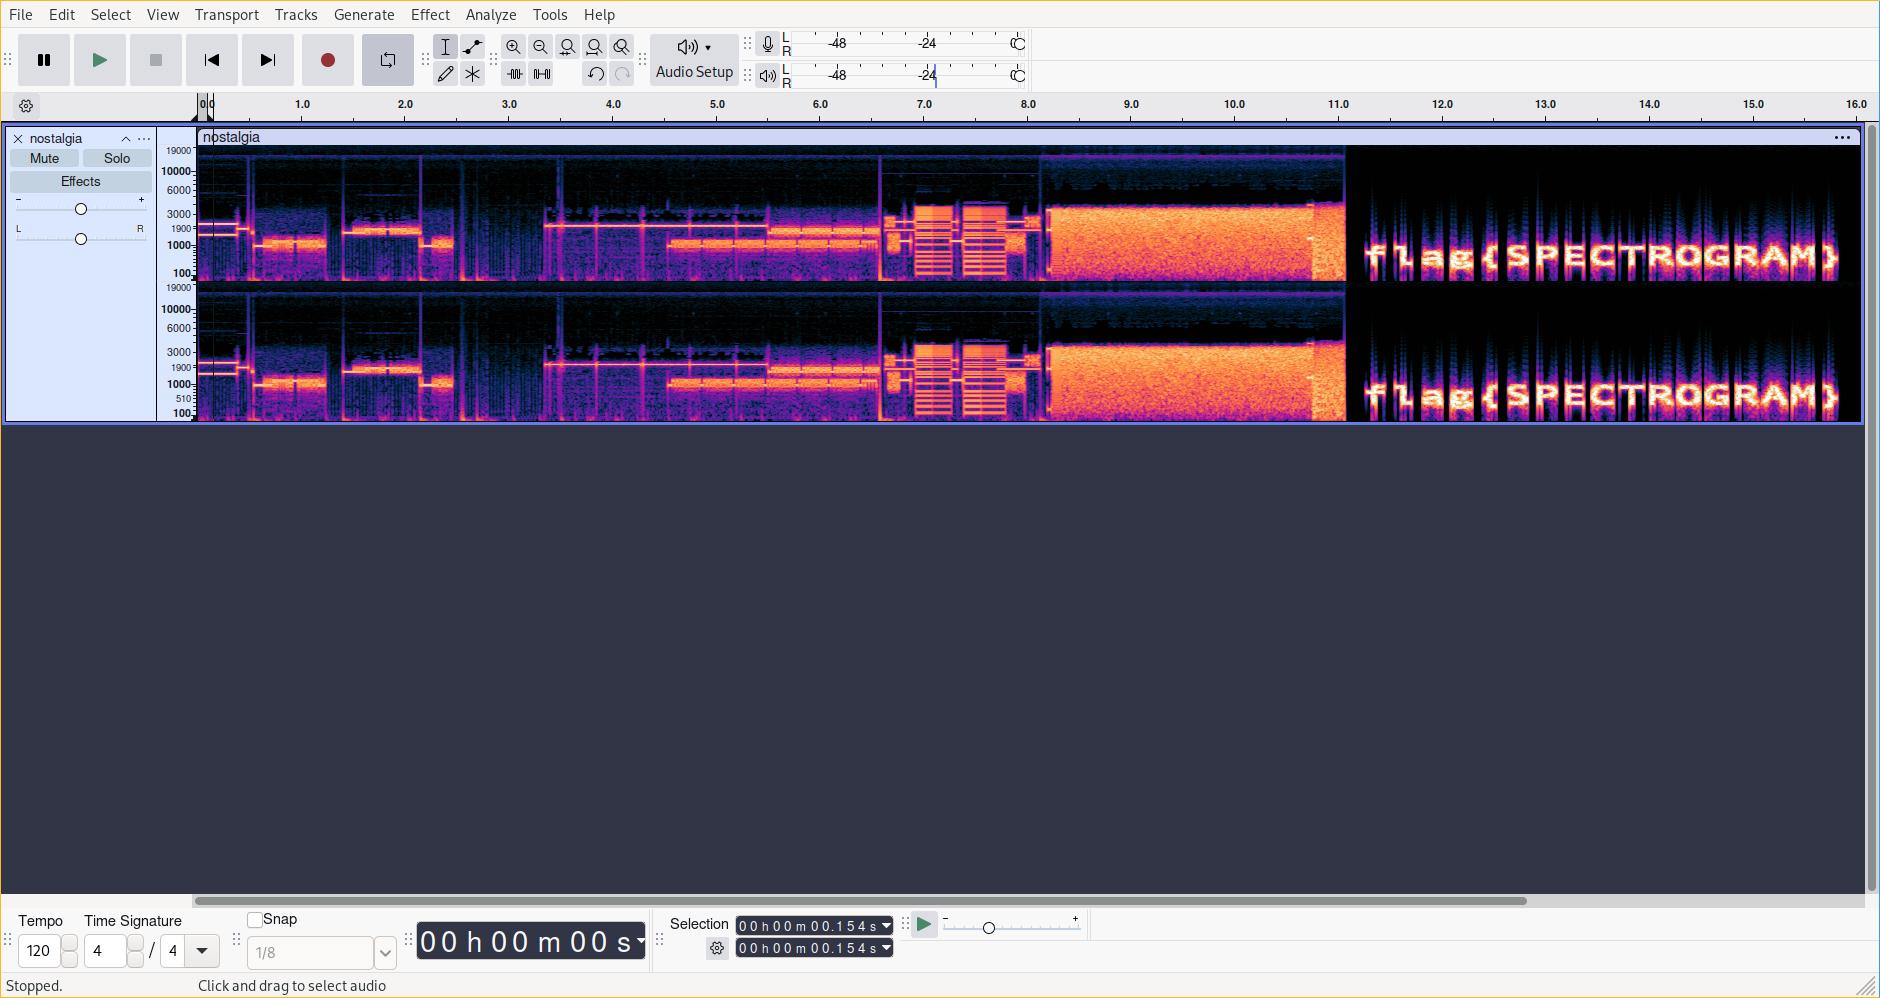 File Edit Select View Transport Tracks Generate Effect Analyze Tools Help
Audio Setup
L R -48 -24 0
L R -48 -24 0
0.0 1.0 2.0 3.0 4.0 5.0 6.0 7.0 8.0 9.0 10.0 11.0 12.0 13.0 14.0 15.0 16.0
nostalgia
nostalgia
Mute Solo
Effects
- +
L R
19000
10000
6000
3000
1900
1000
100
19000
10000
6000
3000
1900
1000
510
100
flag{SPECTROGRAM}
flag{SPECTROGRAM}
Tempo Time Signature
120 4 / 4
Snap
1/8
00 h 00 m 00 s
Selection
00 h 00 m 00.154 s
00 h 00 m 00.154 s
- +
Stopped. Click and drag to select audio